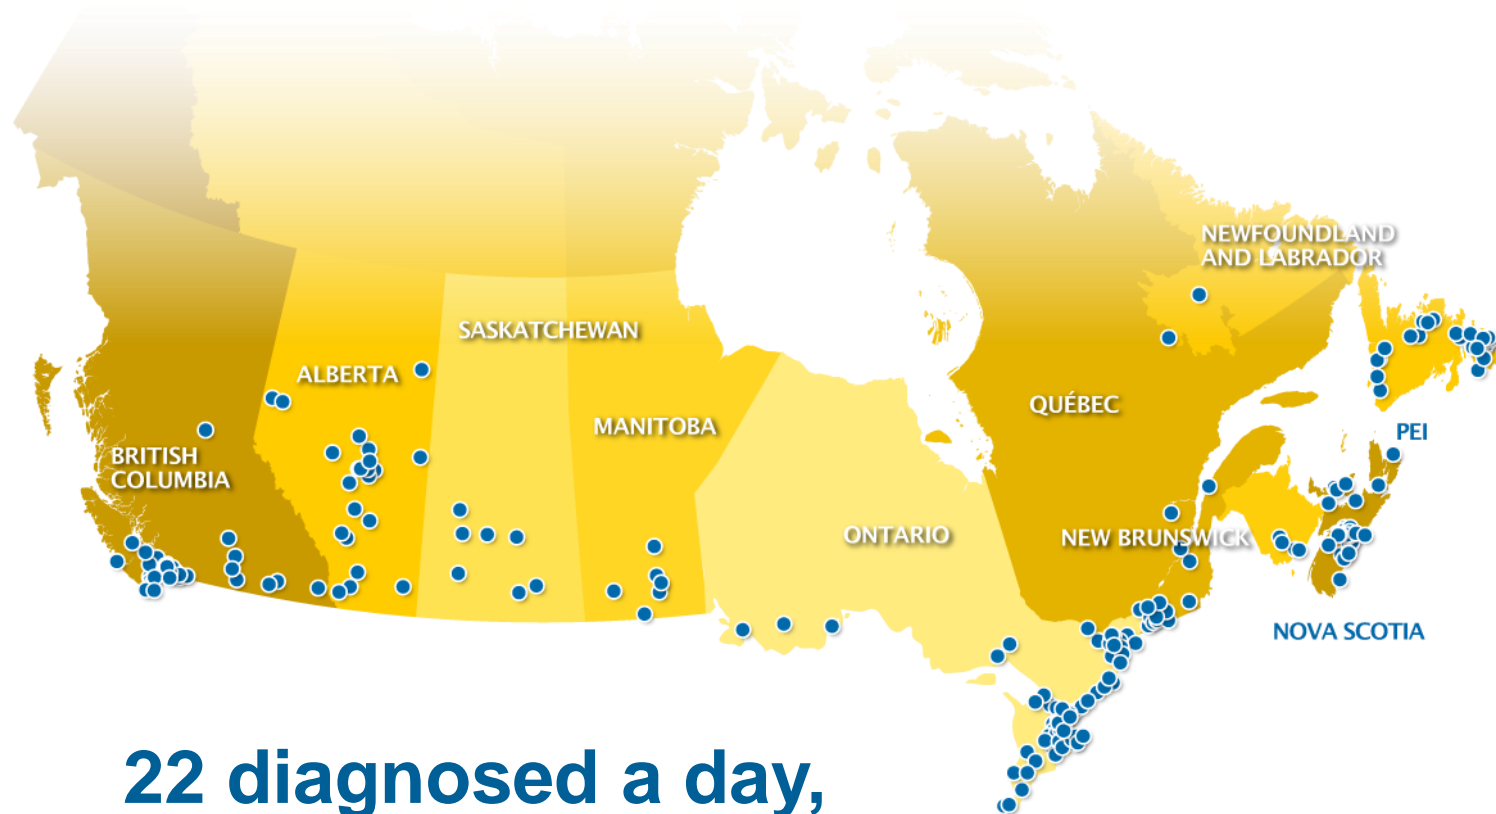 NEWFOUNDLAND
AND LABRADOR
SASKATCHEWAN
ALBERTA
MANITOBA
QUÉBEC
PEI
BRITISH
COLUMBIA
ONTARIO
NEW BRUNSWICK
NOVA SCOTIA
22 diagnosed a day,